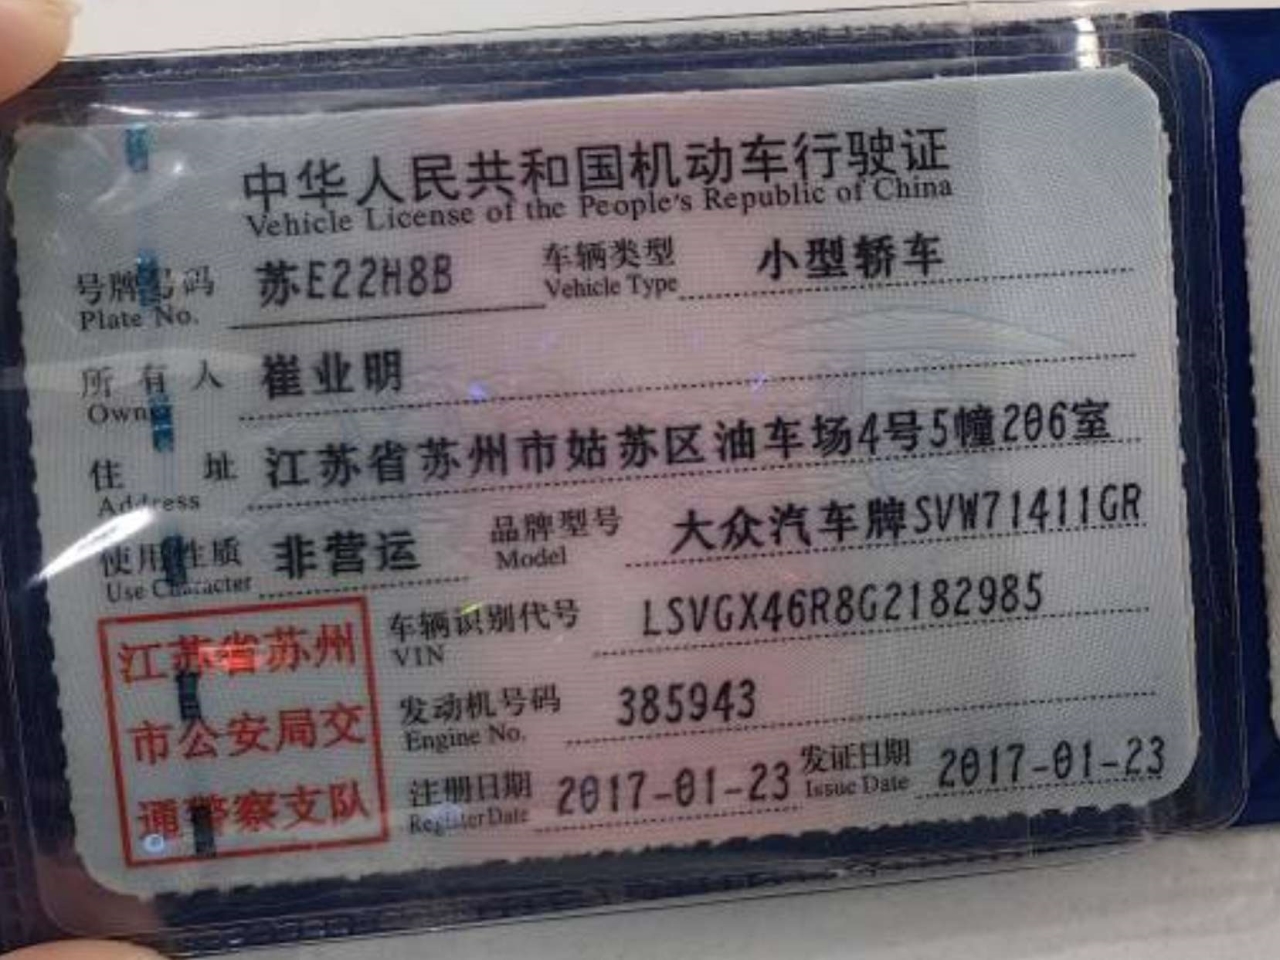 中华人民共和国机动车行驶证
Vehicle License of the People's Republic of China
号牌号码 苏E22H8B 车辆类型 小型轿车
Plate No. Vehicle Type
所有人 崔业明
Owner
住址 江苏省苏州市姑苏区油车场4号5幢206室
Address
使用性质 非营运 品牌型号 大众汽车牌SVW71411GR
Use Character Model
车辆识别代号 LSVGX46R8G2182985
VIN
发动机号码 385943
Engine No.
注册日期 2017-01-23 发证日期 2017-01-23
Register Date Issue Date
江苏省苏州
市公安局交
通警察支队